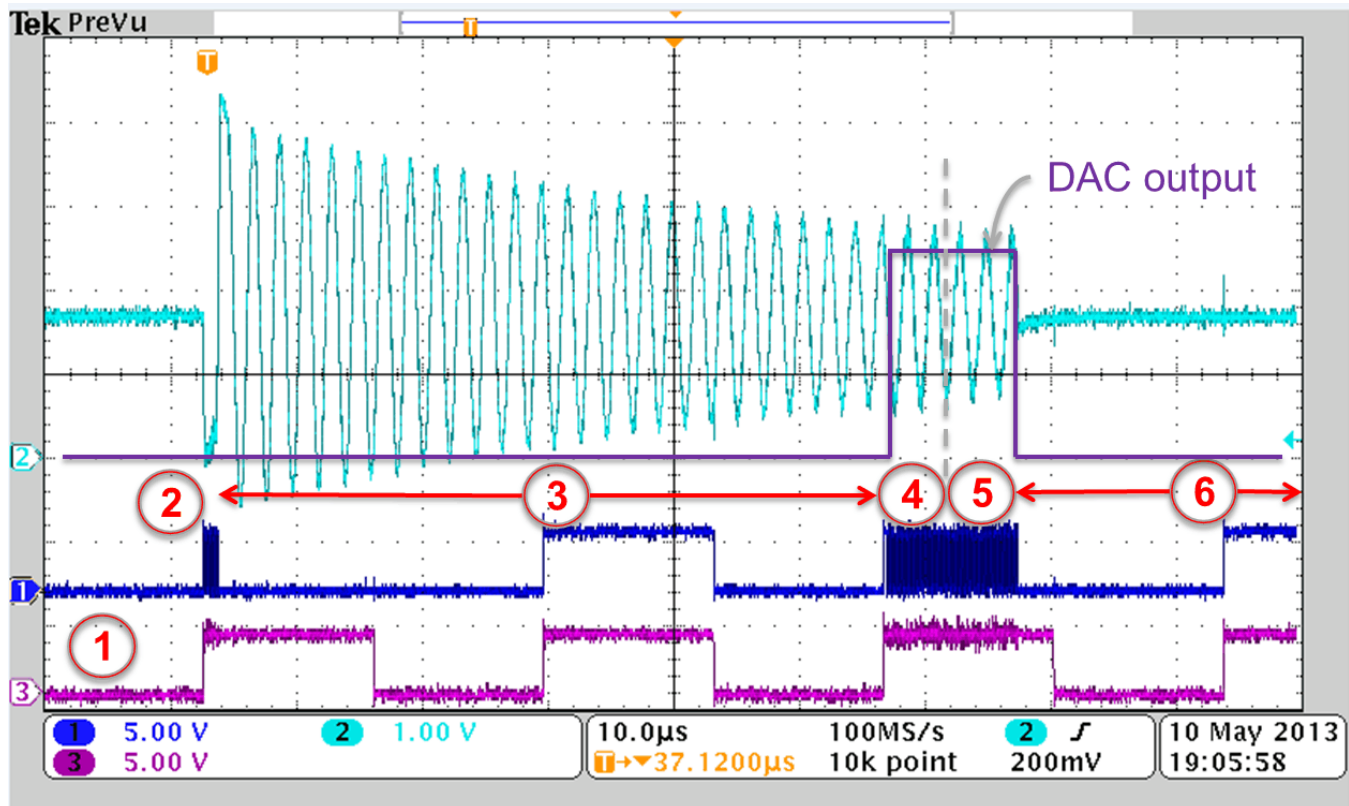 Tek PreVu
T
T
DAC output
2
2
3
4
5
6
1
1
3
1 5.00 V 2 1.00 V
3 5.00 V
10.0µs 100MS/s 2
T→▼37.1200µs 10k point 200mV
10 May 2013
19:05:58